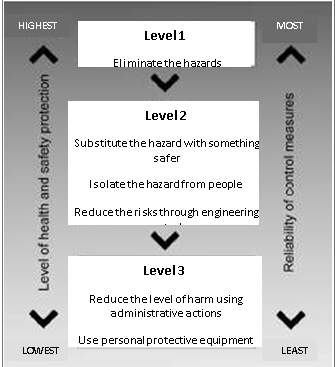 HIGHEST
MOST
Level 1
Eliminate the hazards
Level 2
Substitute the hazard with something
safer
Isolate the hazard from people
Reduce the risks through engineering
Level 3
Reduce the level of harm using
administrative actions
Use personal protective equipment
Level of health and safety protection
Reliability of control measures
LOWEST
LEAST